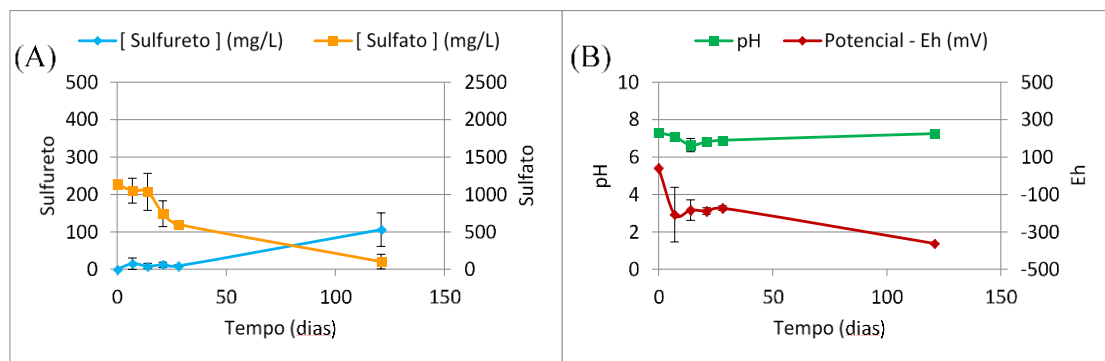 [ Sulfureto ] (mg/L) [ Sulfato ] (mg/L)
(A)
500 2500
400 2000
300 1500
200 1000
100 500
0 0
Sulfureto
Sulfato
0 50 100 150
Tempo (dias)
pH Potencial - Eh (mV)
(B)
10 500
8 300
6 100
4 -100
2 -300
0 -500
pH
Eh
0 50 100 150
Tempo (dias)